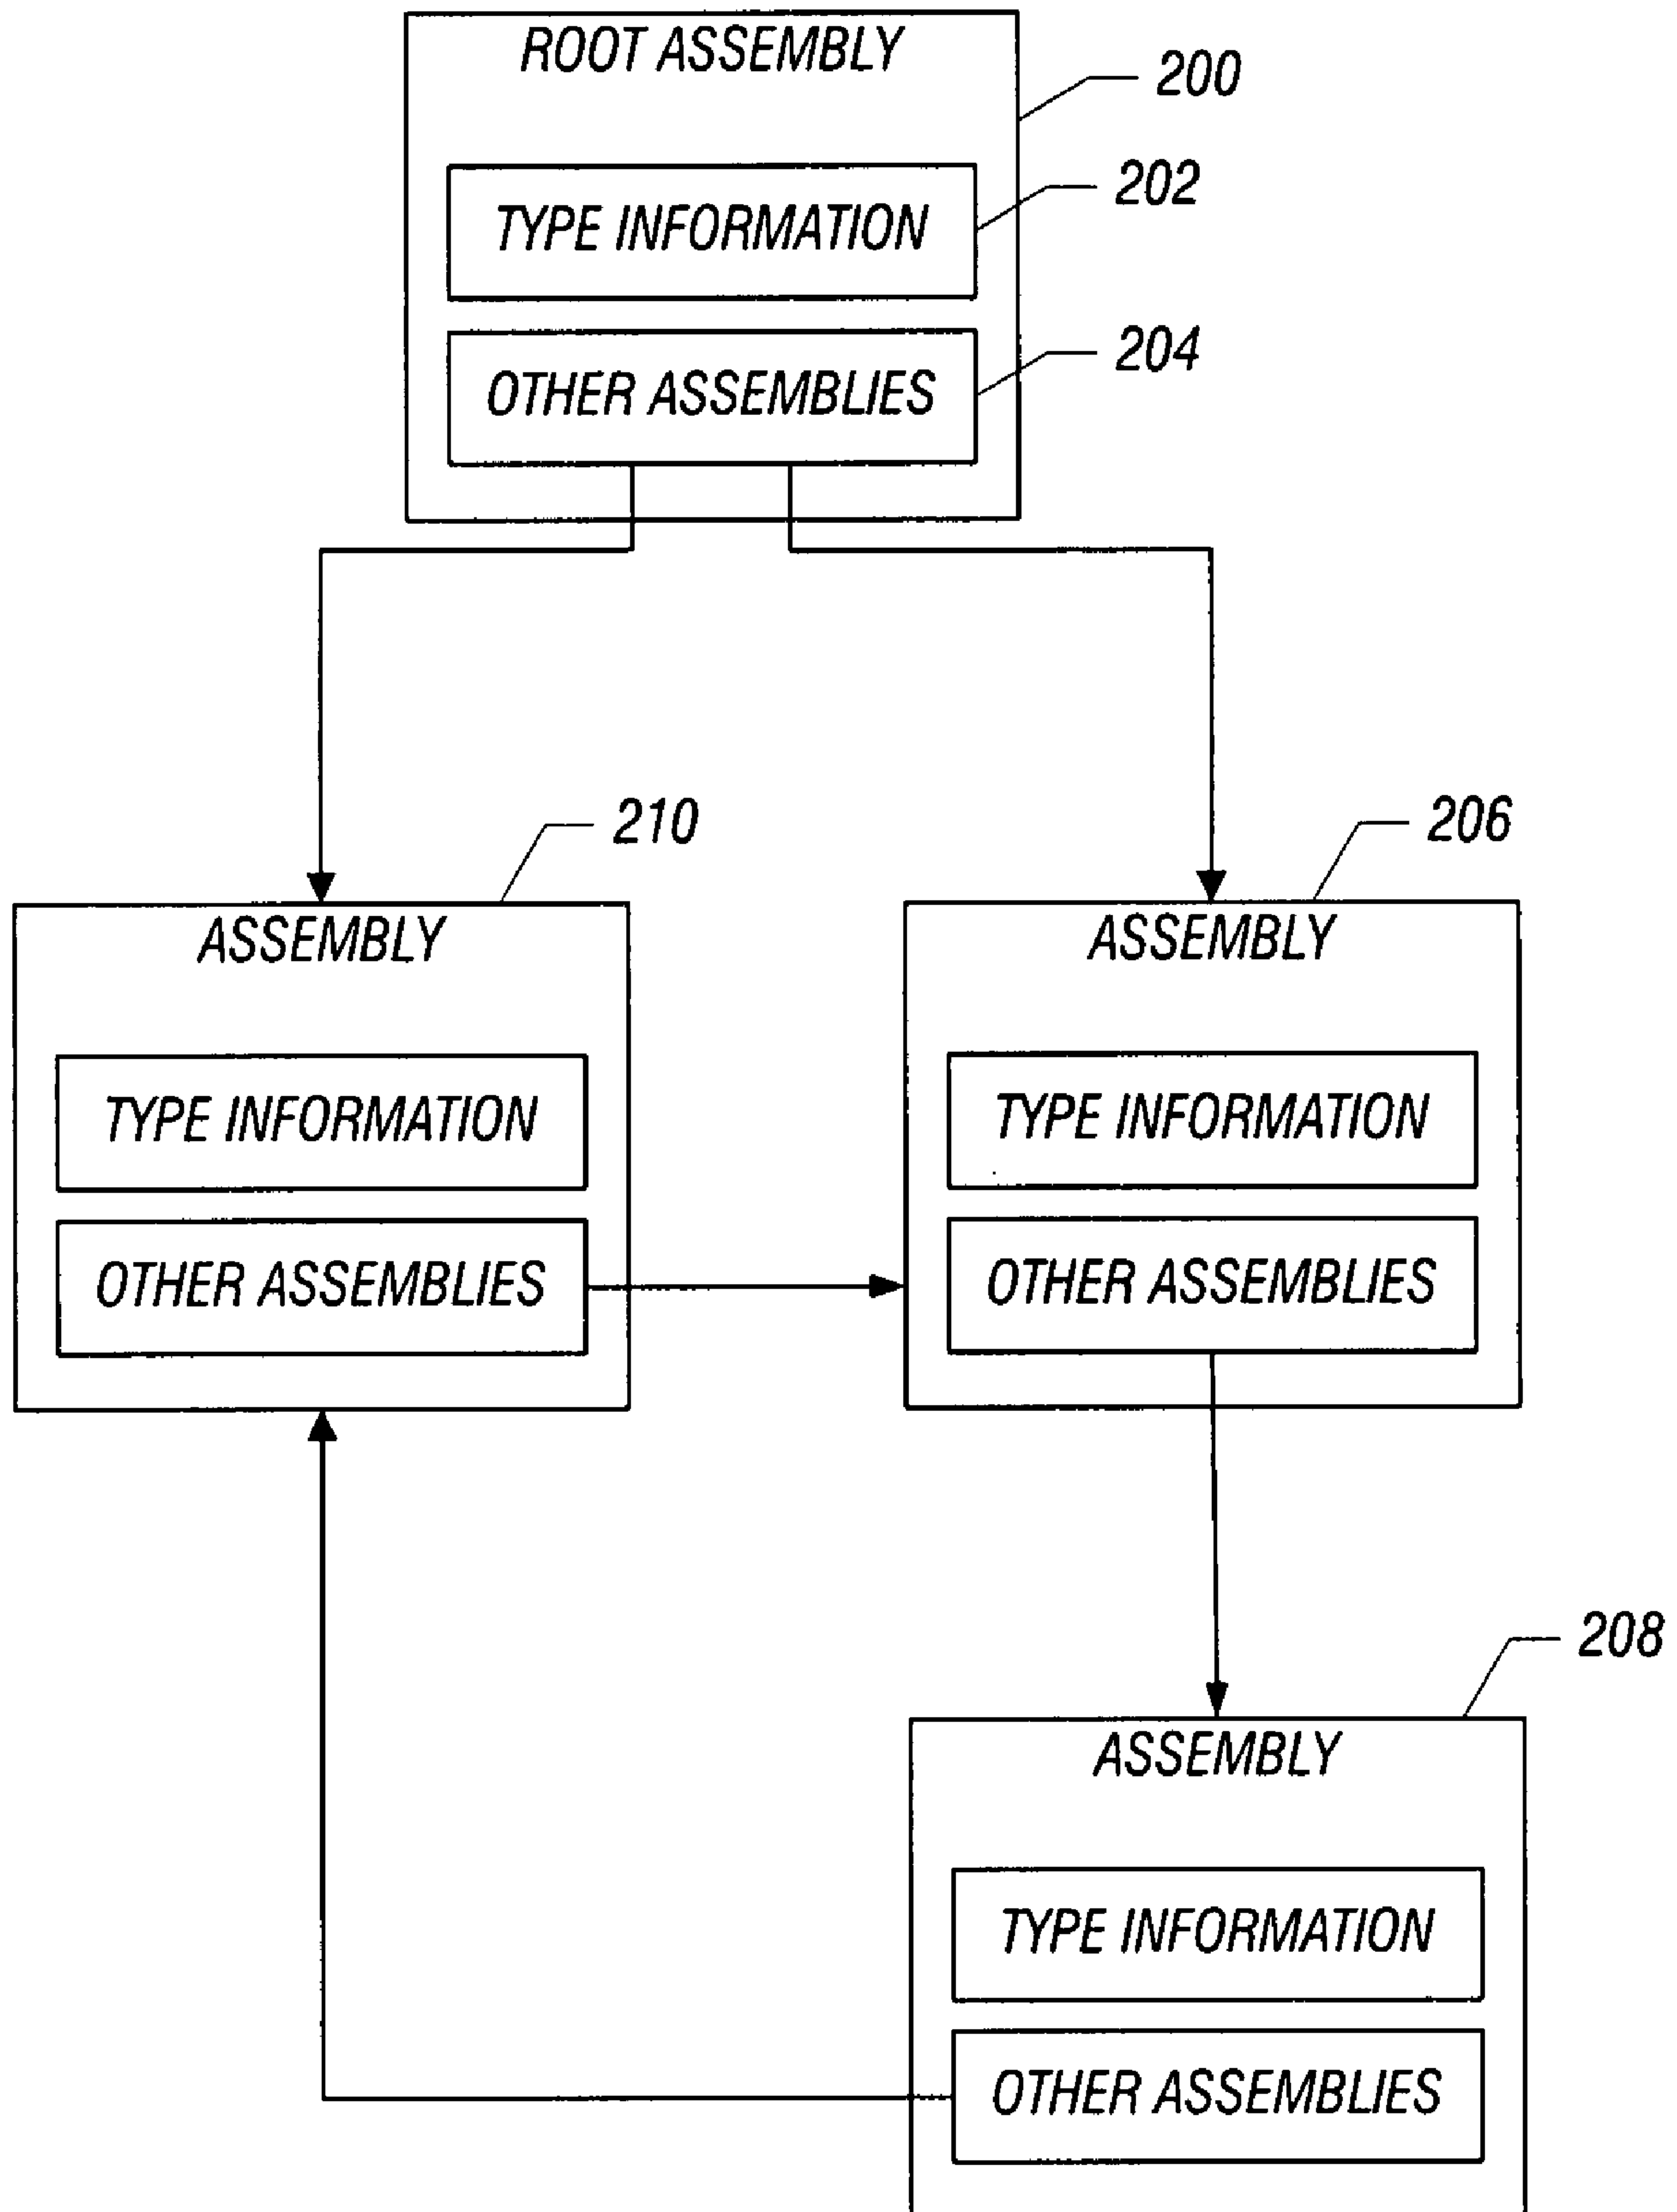 ROOT ASSEMBLY
200
TYPE INFORMATION
202
OTHER ASSEMBLIES
204
210
206
ASSEMBLY
ASSEMBLY
TYPE INFORMATION
TYPE INFORMATION
OTHER ASSEMBLIES
OTHER ASSEMBLIES
208
ASSEMBLY
TYPE INFORMATION
OTHER ASSEMBLIES